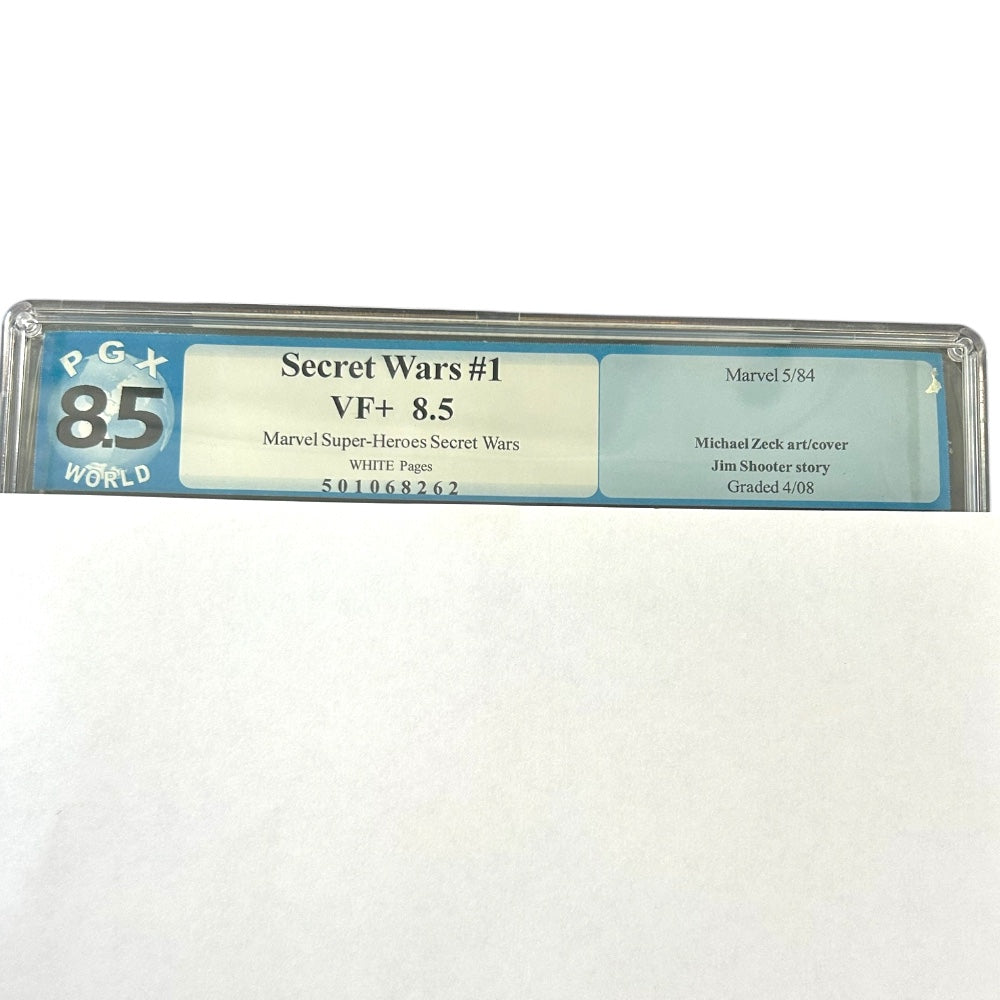 PGX
8.5
WORLD
Secret Wars #1
VF+ 8.5
Marvel Super-Heroes Secret Wars
WHITE Pages
501068262
Marvel 5/84
Michael Zeck art/cover
Jim Shooter story
Graded 4/08